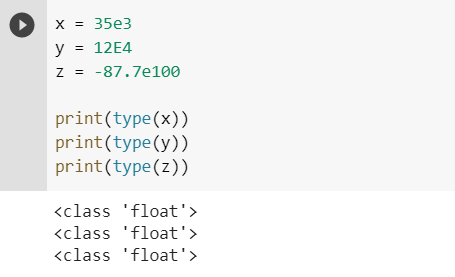 x = 35e3
y = 12E4
z = -87.7e100
print(type(x))
print(type(y))
print(type(z))
<class 'float'>
<class 'float'>
<class 'float'>